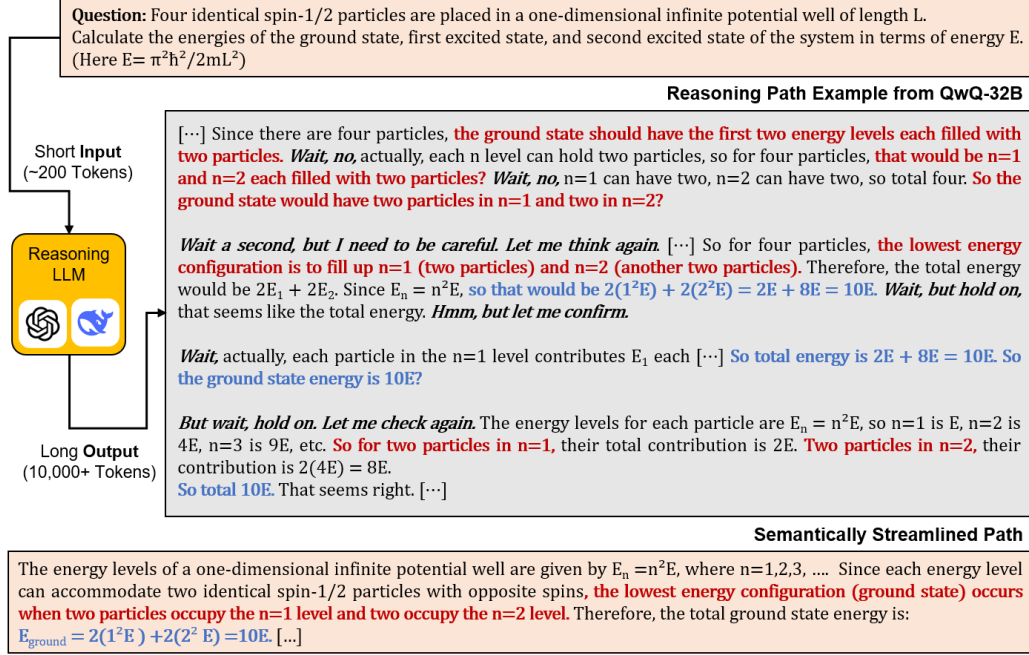 Question: Four identical spin-1/2 particles are placed in a one-dimensional infinite potential well of length L.
Calculate the energies of the ground state, first excited state, and second excited state of the system in terms of energy E.
(Here E= π²ħ²/2mL²)
Reasoning Path Example from QwQ-32B
Short Input
(~200 Tokens)
Reasoning
LLM
Long Output
(10,000+ Tokens)
[⋯] Since there are four particles, the ground state should have the first two energy levels each filled with
two particles. Wait, no, actually, each n level can hold two particles, so for four particles, that would be n=1
and n=2 each filled with two particles? Wait, no, n=1 can have two, n=2 can have two, so total four. So the
ground state would have two particles in n=1 and two in n=2?
Wait a second, but I need to be careful. Let me think again. [⋯] So for four particles, the lowest energy
configuration is to fill up n=1 (two particles) and n=2 (another two particles). Therefore, the total energy
would be 2E₁ + 2E₂. Since Eₙ = n²E, so that would be 2(1²E) + 2(2²E) = 2E + 8E = 10E. Wait, but hold on,
that seems like the total energy. Hmm, but let me confirm.
Wait, actually, each particle in the n=1 level contributes E₁ each [⋯] So total energy is 2E + 8E = 10E. So
the ground state energy is 10E?
But wait, hold on. Let me check again. The energy levels for each particle are Eₙ = n²E, so n=1 is E, n=2 is
4E, n=3 is 9E, etc. So for two particles in n=1, their total contribution is 2E. Two particles in n=2, their
contribution is 2(4E) = 8E.
So total 10E. That seems right. [⋯]
Semantically Streamlined Path
The energy levels of a one-dimensional infinite potential well are given by Eₙ =n²E, where n=1,2,3, .... Since each energy level
can accommodate two identical spin-1/2 particles with opposite spins, the lowest energy configuration (ground state) occurs
when two particles occupy the n=1 level and two occupy the n=2 level. Therefore, the total ground state energy is:
E_ground = 2(1²E ) +2(2² E) =10E. [...]